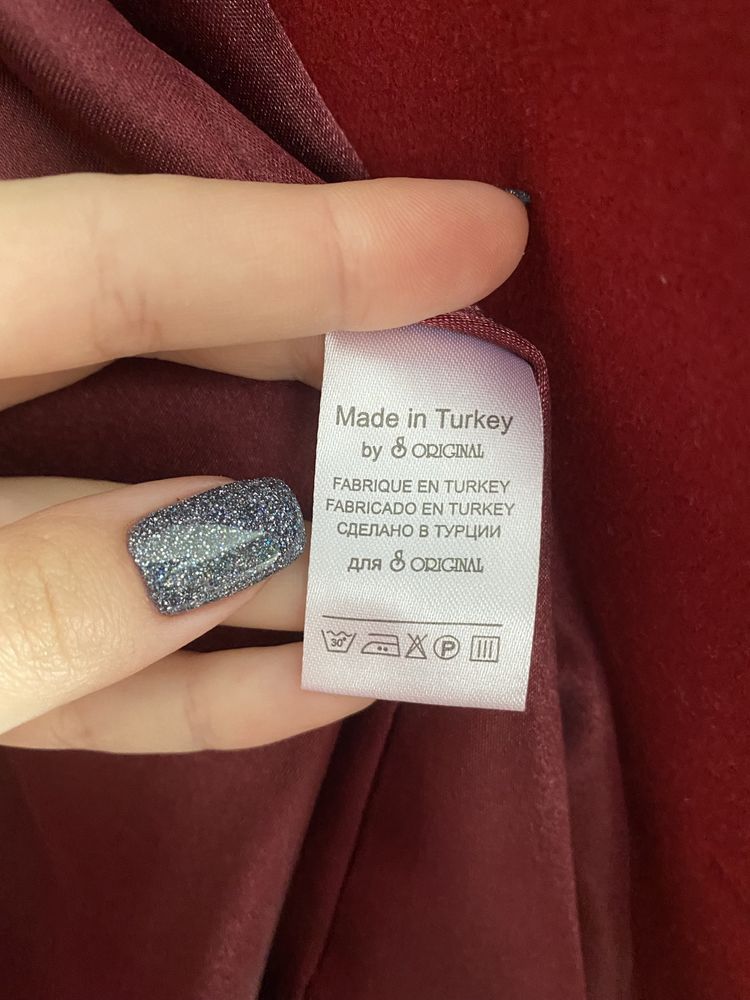 Made in Turkey
by ORIGINAL
FABRIQUE EN TURKEY
FABRICADO EN TURKEY
СДЕЛАНО В ТУРЦИИ
для ORIGINAL
30° P